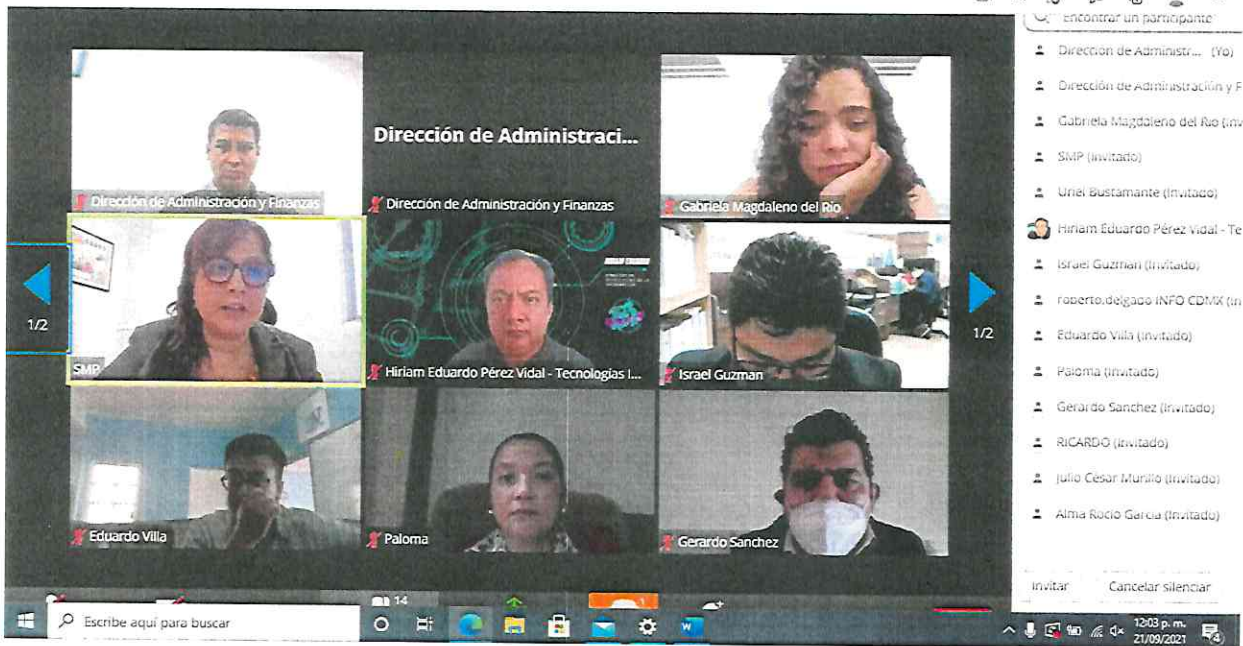 Encontrar un participante
Dirección de Administr... (Yo)
Dirección de Administración y F
Gabriela Magdaleno del Rio (Inv
SMP (Invitado)
Uriel Bustamante (Invitado)
Hiriam Eduardo Pérez Vidal - Te
Israel Guzman (Invitado)
roberto.delgado INFO CDMX (In
Eduardo Villa (Invitado)
Paloma (Invitado)
Gerardo Sanchez (Invitado)
RICARDO (Invitado)
Julio César Murillo (Invitado)
Alma Rocio Garcia (Invitado)
Invitar Cancelar silenciar
Dirección de Administraci...
Dirección de Administración y Finanzas
Dirección de Administración y Finanzas
Gabriela Magdaleno del Rio
1/2
1/2
SMP
Hiriam Eduardo Pérez Vidal - Tecnologías I...
Israel Guzman
Eduardo Villa
Paloma
Gerardo Sanchez
14
1
Escribe aquí para buscar
W
12:03 p. m.
21/09/2021
4